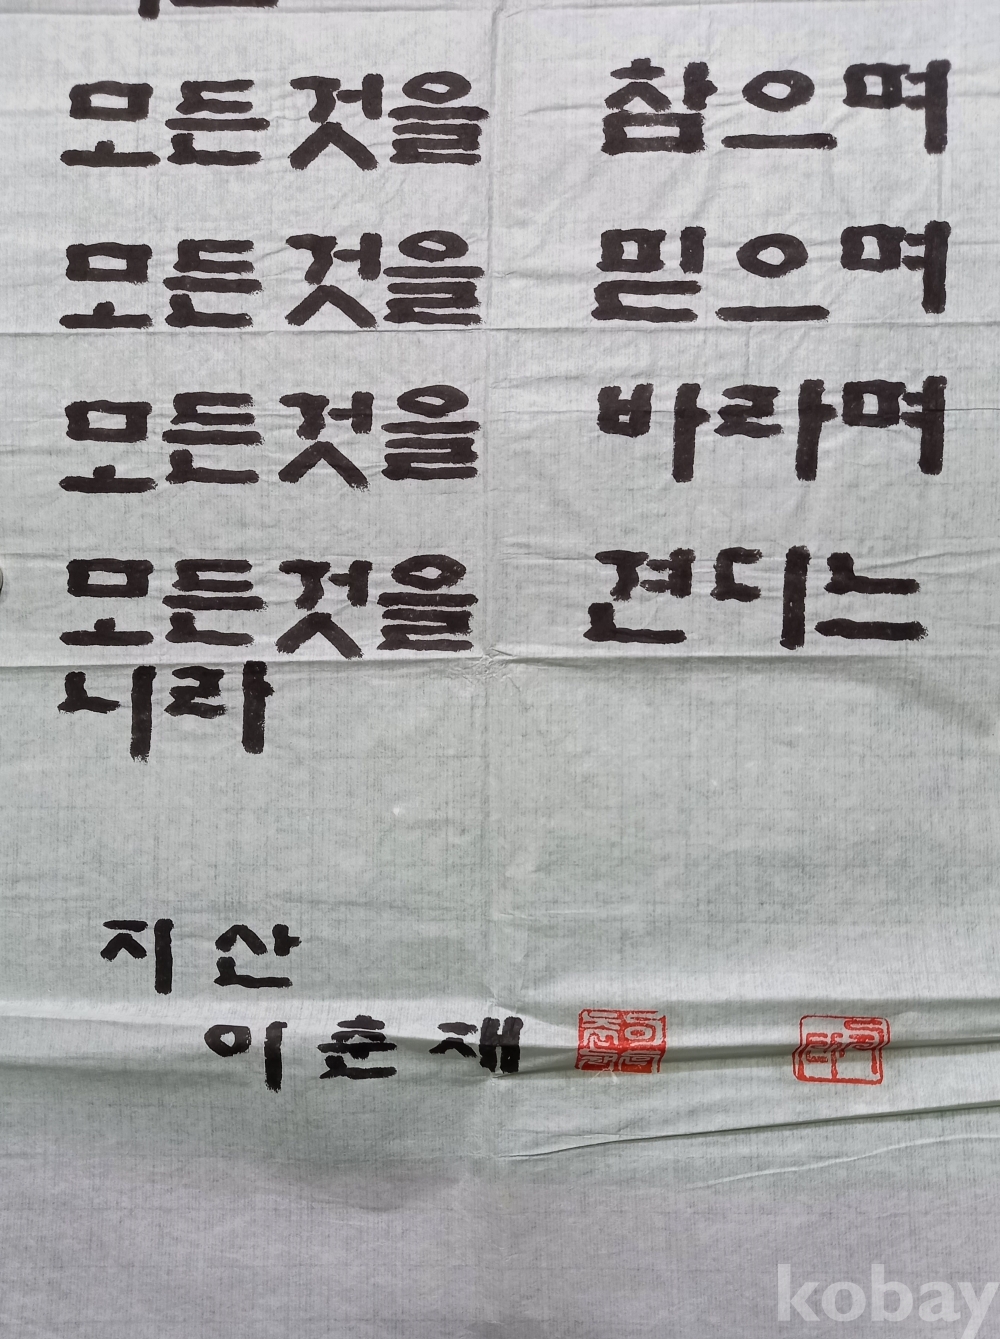 모든것을 참으며
모든것을 믿으며
모든것을 바라며
모든것을 견디느
니라
지산
이춘재
kobay